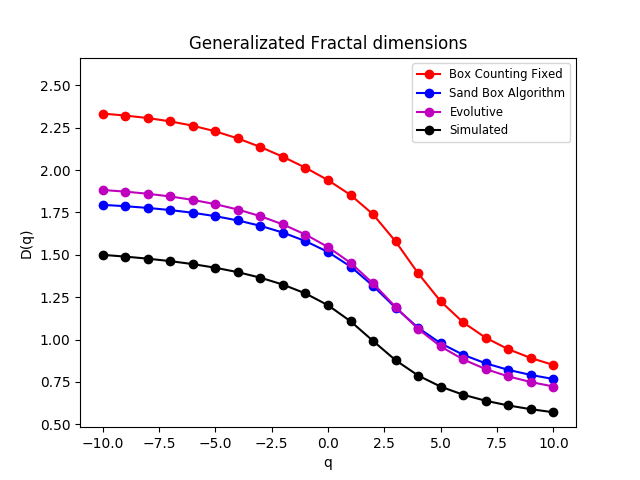 Generalizated Fractal dimensions
Box Counting Fixed
Sand Box Algorithm
Evolutive
Simulated
D(q)
2.50
2.25
2.00
1.75
1.50
1.25
1.00
0.75
0.50
−10.0 −7.5 −5.0 −2.5 0.0 2.5 5.0 7.5 10.0
q